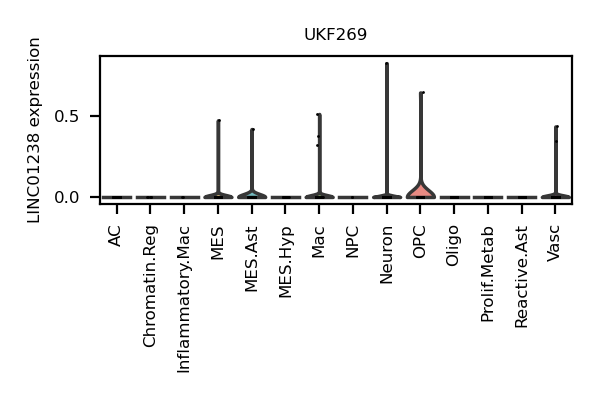 UKF269
LINC01238 expression
0.5
0.0
AC
Chromatin.Reg
Inflammatory.Mac
MES
MES.Ast
MES.Hyp
Mac
NPC
Neuron
OPC
Oligo
Prolif.Metab
Reactive.Ast
Vasc